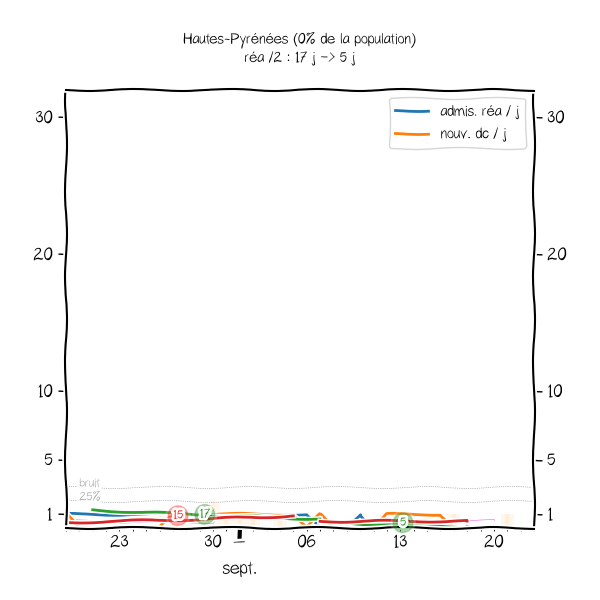 Hautes-Pyrénées (0% de la population)
réa /2 : 17 j -> 5 j
admis. réa / j
nouv. dc / j
30 30
20 20
10 10
5 5
bruit
25%
1 15 17 5 1
23 30 06 13 20
sept.